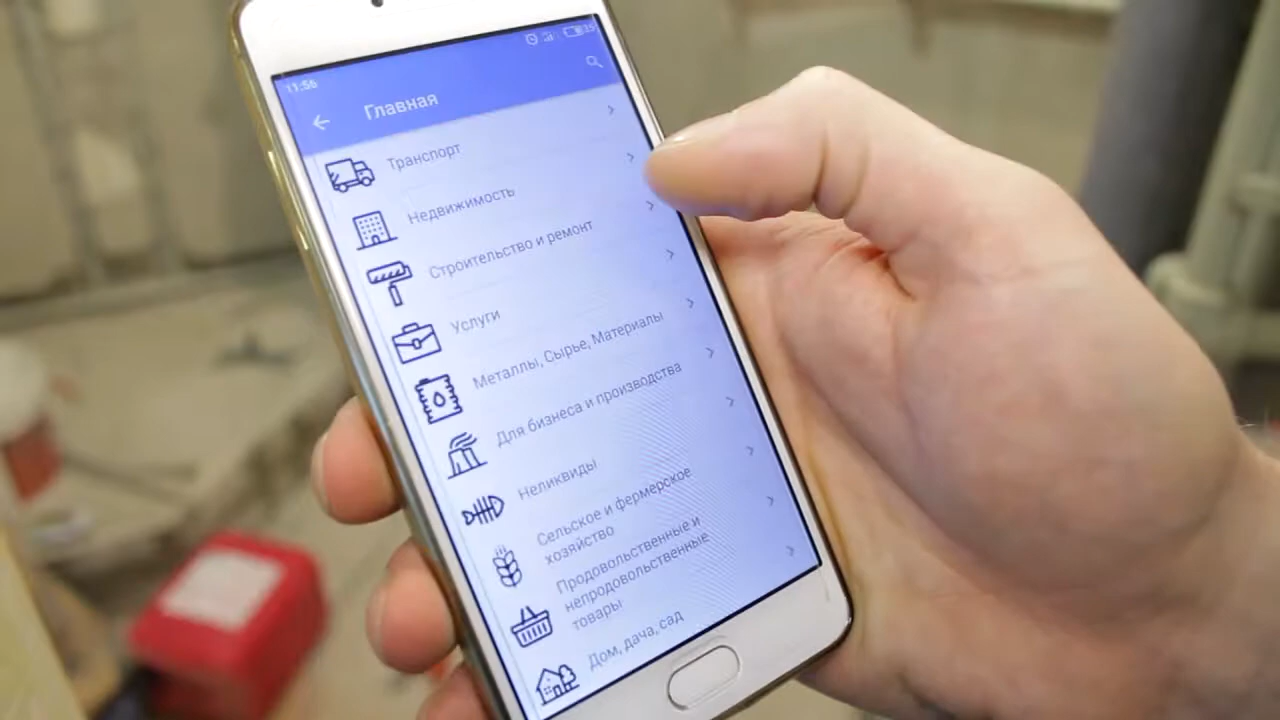 11:56
35
Главная
Транспорт
Недвижимость
Строительство и ремонт
Услуги
Металлы, Сырье, Материалы
Для бизнеса и производства
Неликвиды
Сельское и фермерское
хозяйство
Продовольственные и
непродовольственные
товары
Дом, дача, сад